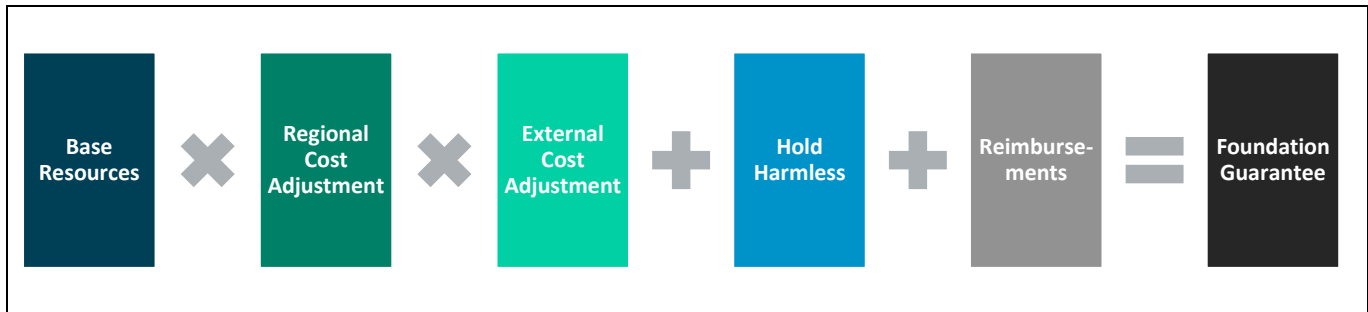 Base
Resources
Regional
Cost
Adjustment
External
Cost
Adjustment
Hold
Harmless
Reimburse-
ments
Foundation
Guarantee